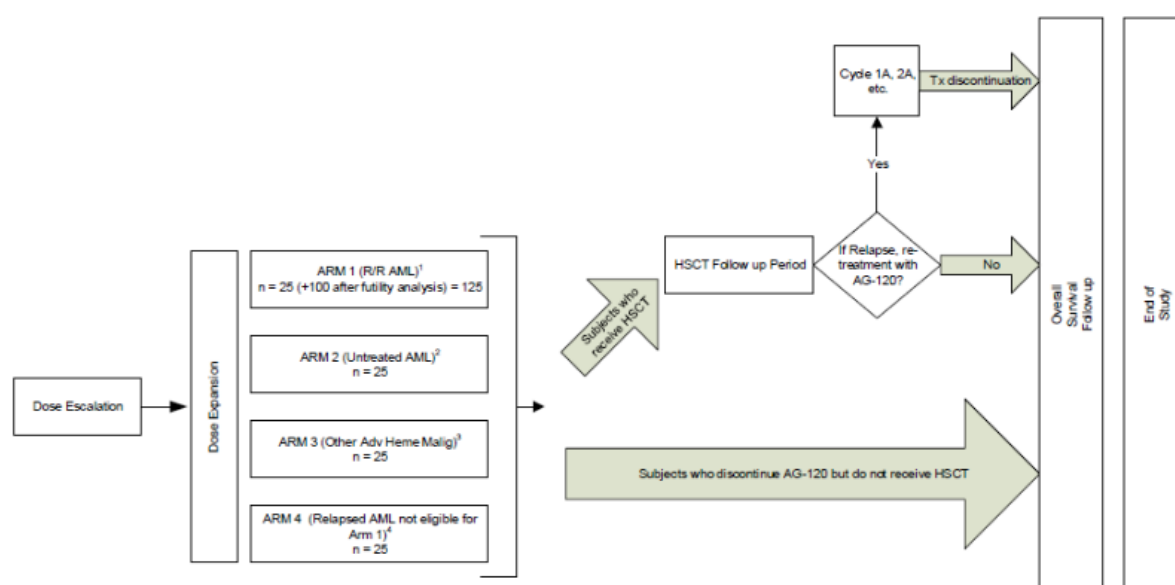 Dose Escalation
Dose Expansion
ARM 1 (R/R AML)1
n = 25 (+100 after futility analysis) = 125
ARM 2 (Untreated AML)2
n = 25
ARM 3 (Other Adv Heme Malig)3
n = 25
ARM 4 (Relapsed AML not eligible for
Arm 1)4
n = 25
Subjects who
receive HSCT
HSCT Follow up Period
If Relapse, re-
treatment with
AG-120?
Yes
Cycle 1A, 2A,
etc.
Tx discontinuation
No
Subjects who discontinue AG-120 but do not receive HSCT
Overall
Survival
Follow up
End of
Study